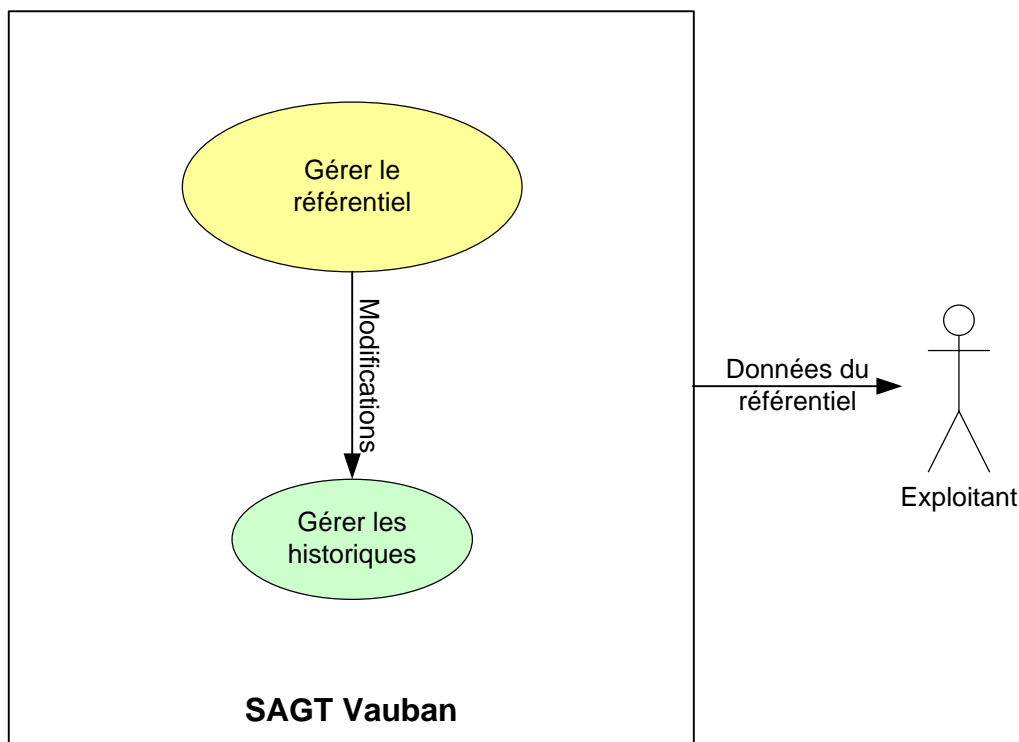 Gérer le
référentiel
Modifications
Données du
référentiel
Exploitant
Gérer les
historiques
SAGT Vauban